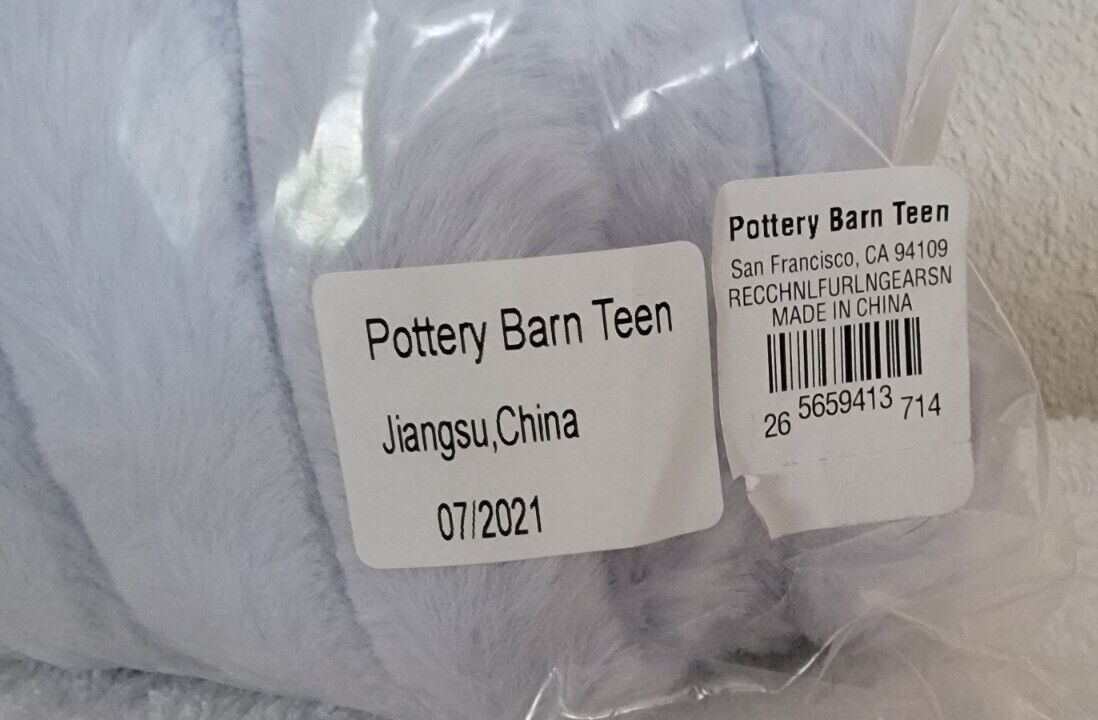 Pottery Barn Teen
Jiangsu,China
07/2021
Pottery Barn Teen
San Francisco, CA 94109
RECCHNLFURLNGEARSN
MADE IN CHINA
26 5659413 714